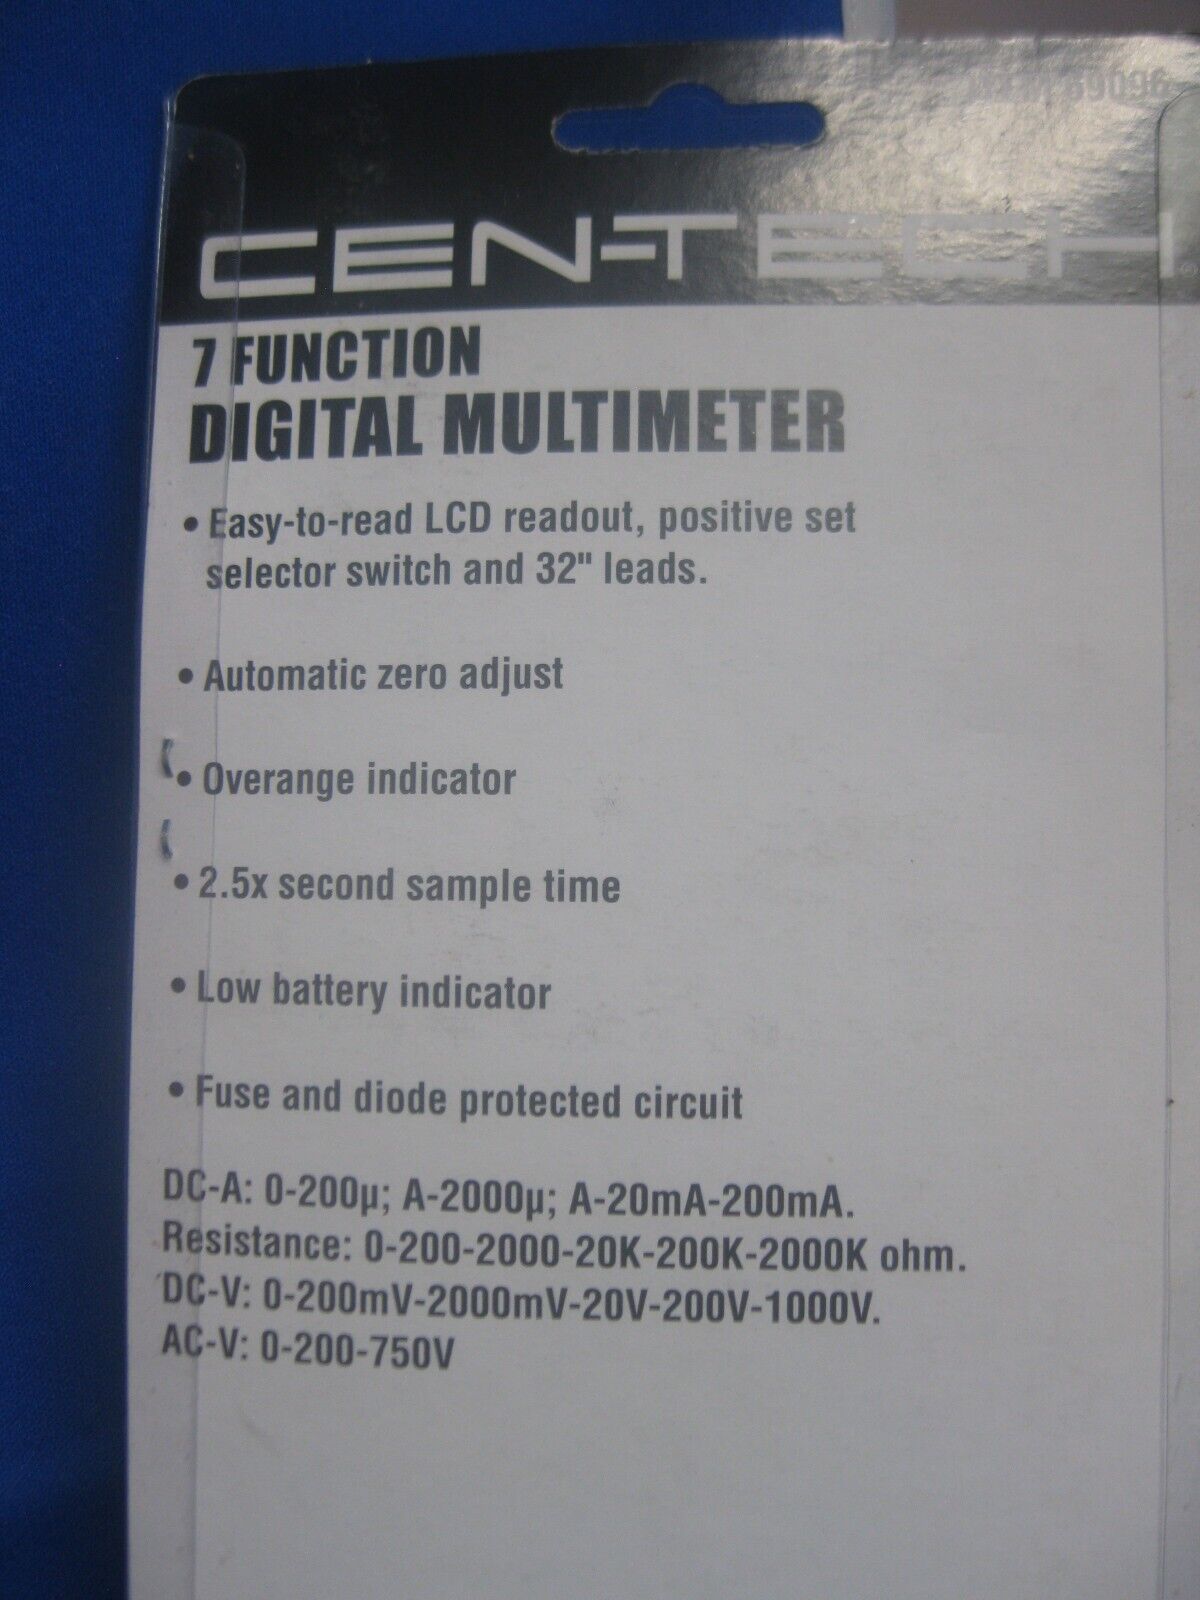 69096
CEN-TECH
7 FUNCTION
DIGITAL MULTIMETER
• Easy-to-read LCD readout, positive set
selector switch and 32" leads.
• Automatic zero adjust
• Overange indicator
• 2.5x second sample time
• Low battery indicator
• Fuse and diode protected circuit
DC-A: 0-200µ; A-2000µ; A-20mA-200mA.
Resistance: 0-200-2000-20K-200K-2000K ohm.
DC-V: 0-200mV-2000mV-20V-200V-1000V.
AC-V: 0-200-750V